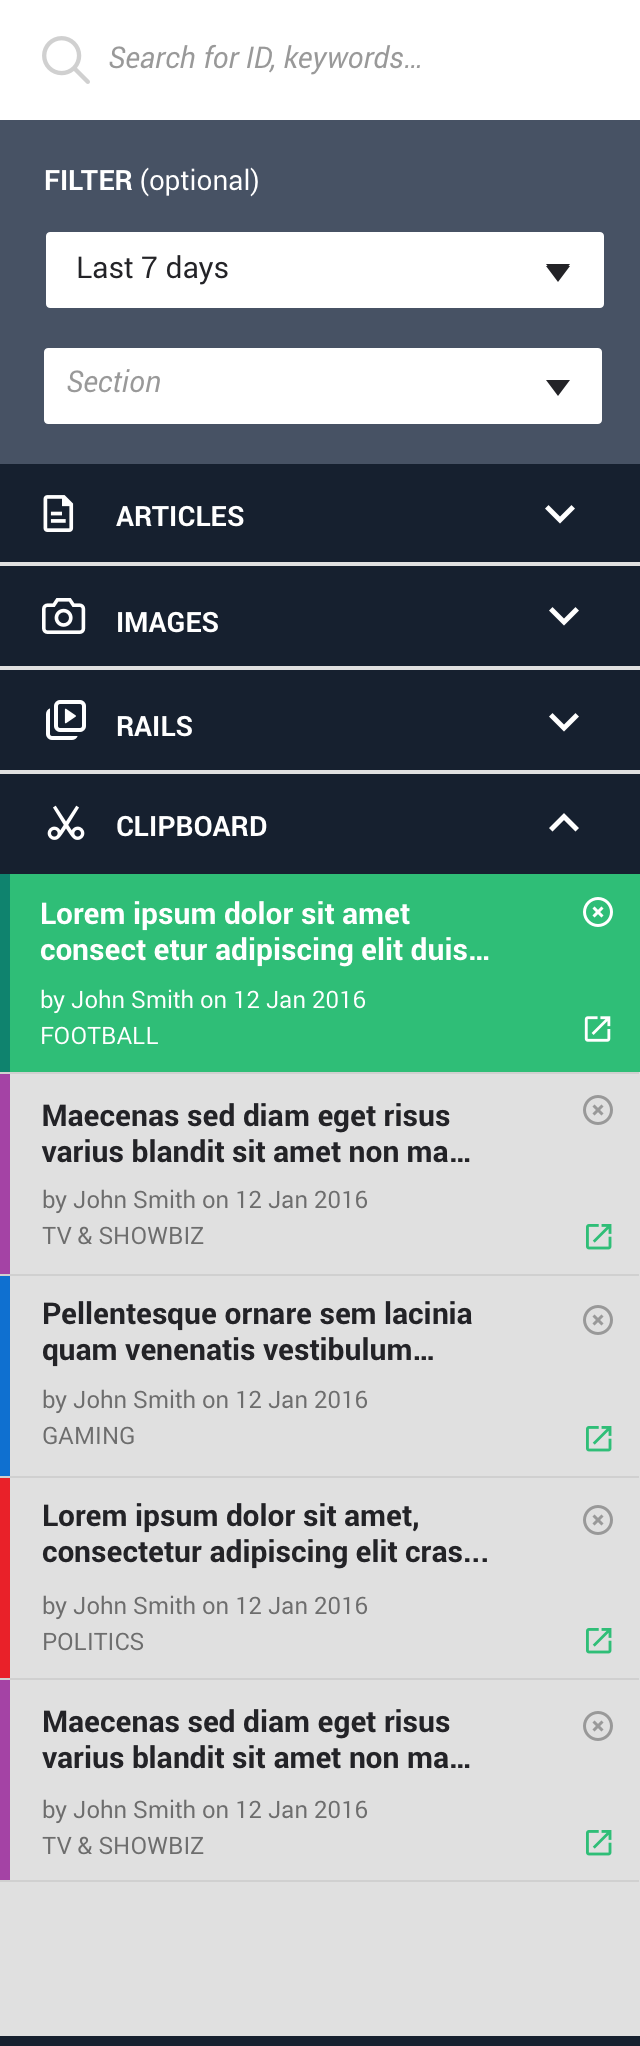 Search for ID, keywords...
FILTER (optional)
Last 7 days
Section
ARTICLES
IMAGES
RAILS
CLIPBOARD
Lorem ipsum dolor sit amet
consect etur adipiscing elit duis...
by John Smith on 12 Jan 2016
FOOTBALL
Maecenas sed diam eget risus
varius blandit sit amet non ma...
by John Smith on 12 Jan 2016
TV & SHOWBIZ
Pellentesque ornare sem lacinia
quam venenatis vestibulum...
by John Smith on 12 Jan 2016
GAMING
Lorem ipsum dolor sit amet,
consectetur adipiscing elit cras...
by John Smith on 12 Jan 2016
POLITICS
Maecenas sed diam eget risus
varius blandit sit amet non ma...
by John Smith on 12 Jan 2016
TV & SHOWBIZ